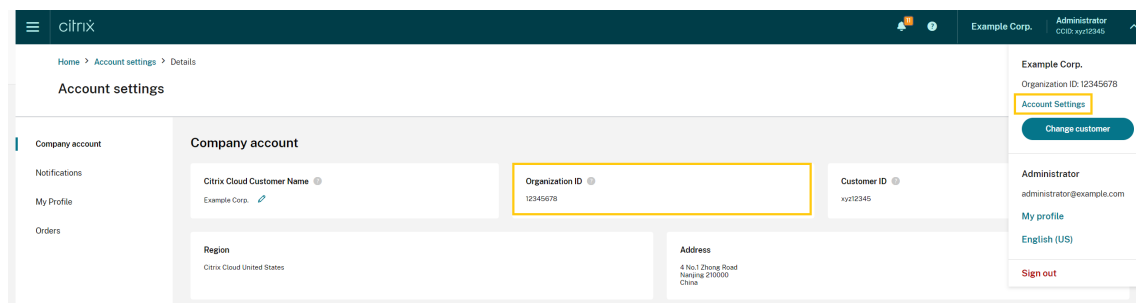 citrix
11
Example Corp.
Administrator
CCID: xyz12345
Home > Account settings > Details
Account settings
Example Corp.
Organization ID: 12345678
Account Settings
Change customer
Administrator
administrator@example.com
My profile
English (US)
Sign out
Company account
Notifications
My Profile
Orders
Company account
Citrix Cloud Customer Name ?
Example Corp.
Organization ID ?
12345678
Customer ID ?
xyz12345
Region
Citrix Cloud United States
Address
4 No.1 Zhong Road
Nanjing 210000
China